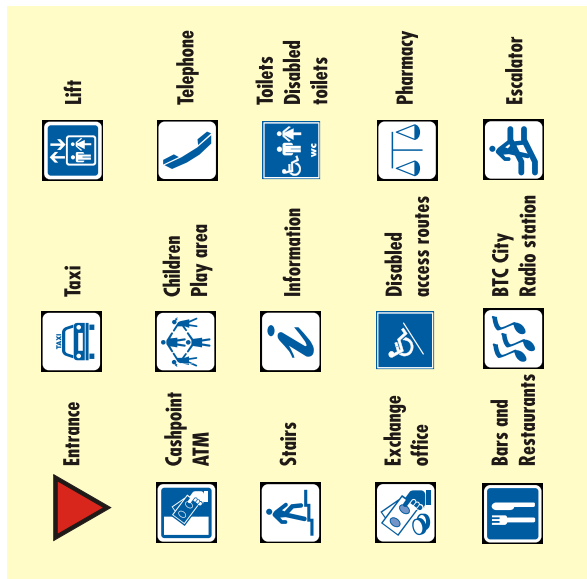 Entrance
Cashpoint
ATM
Stairs
Exchange
office
Bars and
Restaurants
TAXI
Taxi
Children
Play area
Information
Disabled
access routes
BTC City
Radio station
Lift
Telephone
WC
Toilets
Disabled
toilets
Pharmacy
Escalator